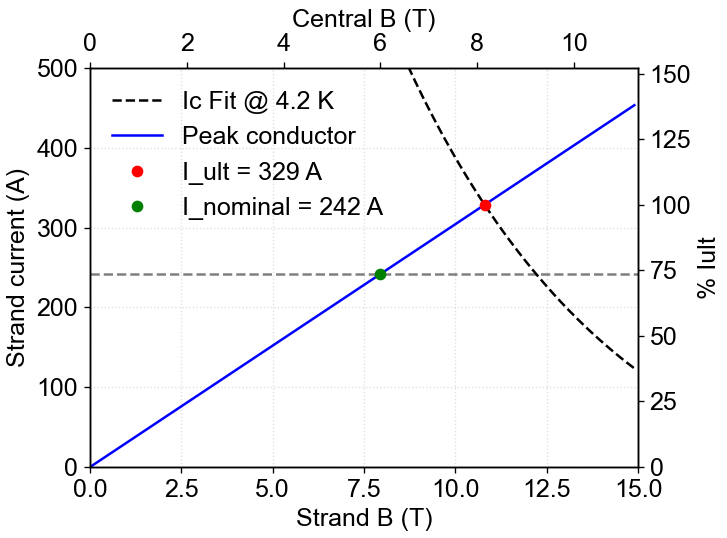 Central B (T)
0 2 4 6 8 10
500 150
Ic Fit @ 4.2 K
Peak conductor
400 125
I_ult = 329 A
I_nominal = 242 A
300 100
Strand current (A)
% Iult
200 75
50
100 25
0 0
0.0 2.5 5.0 7.5 10.0 12.5 15.0
Strand B (T)